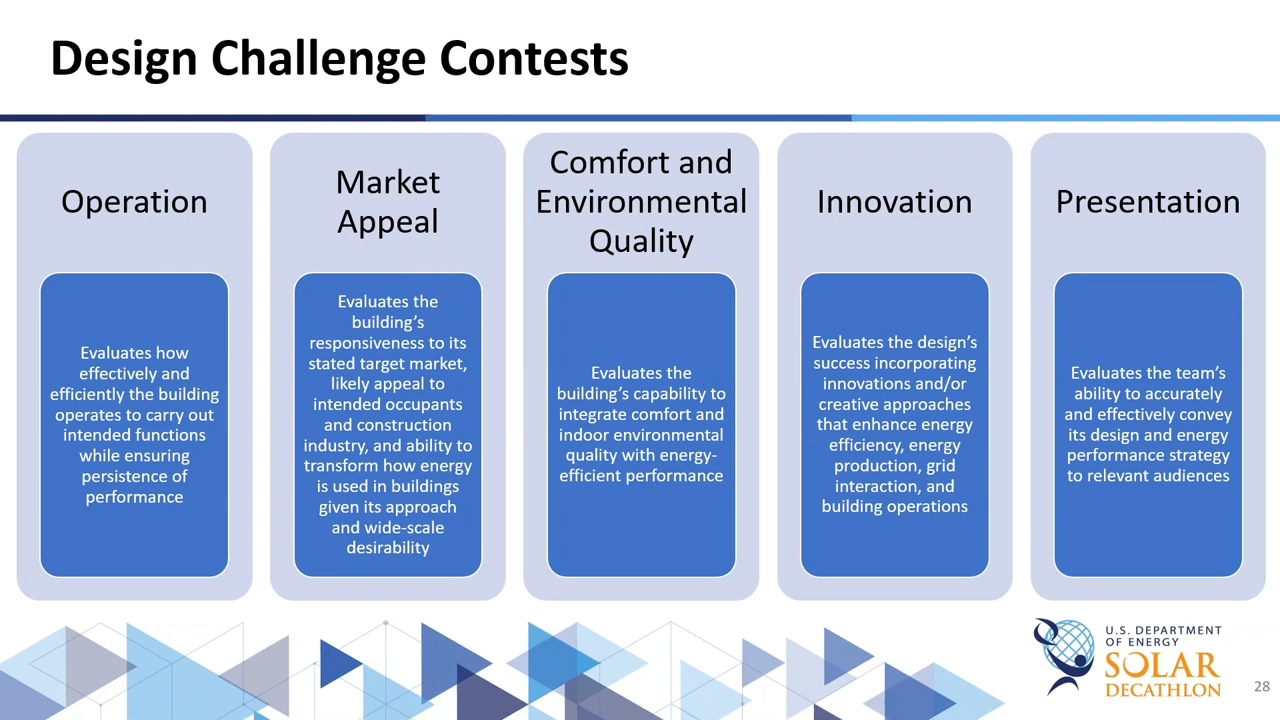 Design Challenge Contests
Operation
Evaluates how
effectively and
efficiently the building
operates to carry out
intended functions
while ensuring
persistence of
performance
Market
Appeal
Evaluates the
building’s
responsiveness to its
stated target market,
likely appeal to
intended occupants
and construction
industry, and ability to
transform how energy
is used in buildings
given its approach
and wide-scale
desirability
Comfort and
Environmental
Quality
Evaluates the
building’s capability to
integrate comfort and
indoor environmental
quality with energy-
efficient performance
Innovation
Evaluates the design’s
success incorporating
innovations and/or
creative approaches
that enhance energy
efficiency, energy
production, grid
interaction, and
building operations
Presentation
Evaluates the team’s
ability to accurately
and effectively convey
its design and energy
performance strategy
to relevant audiences
U.S. DEPARTMENT
OF ENERGY
SOLAR
DECATHLON
28